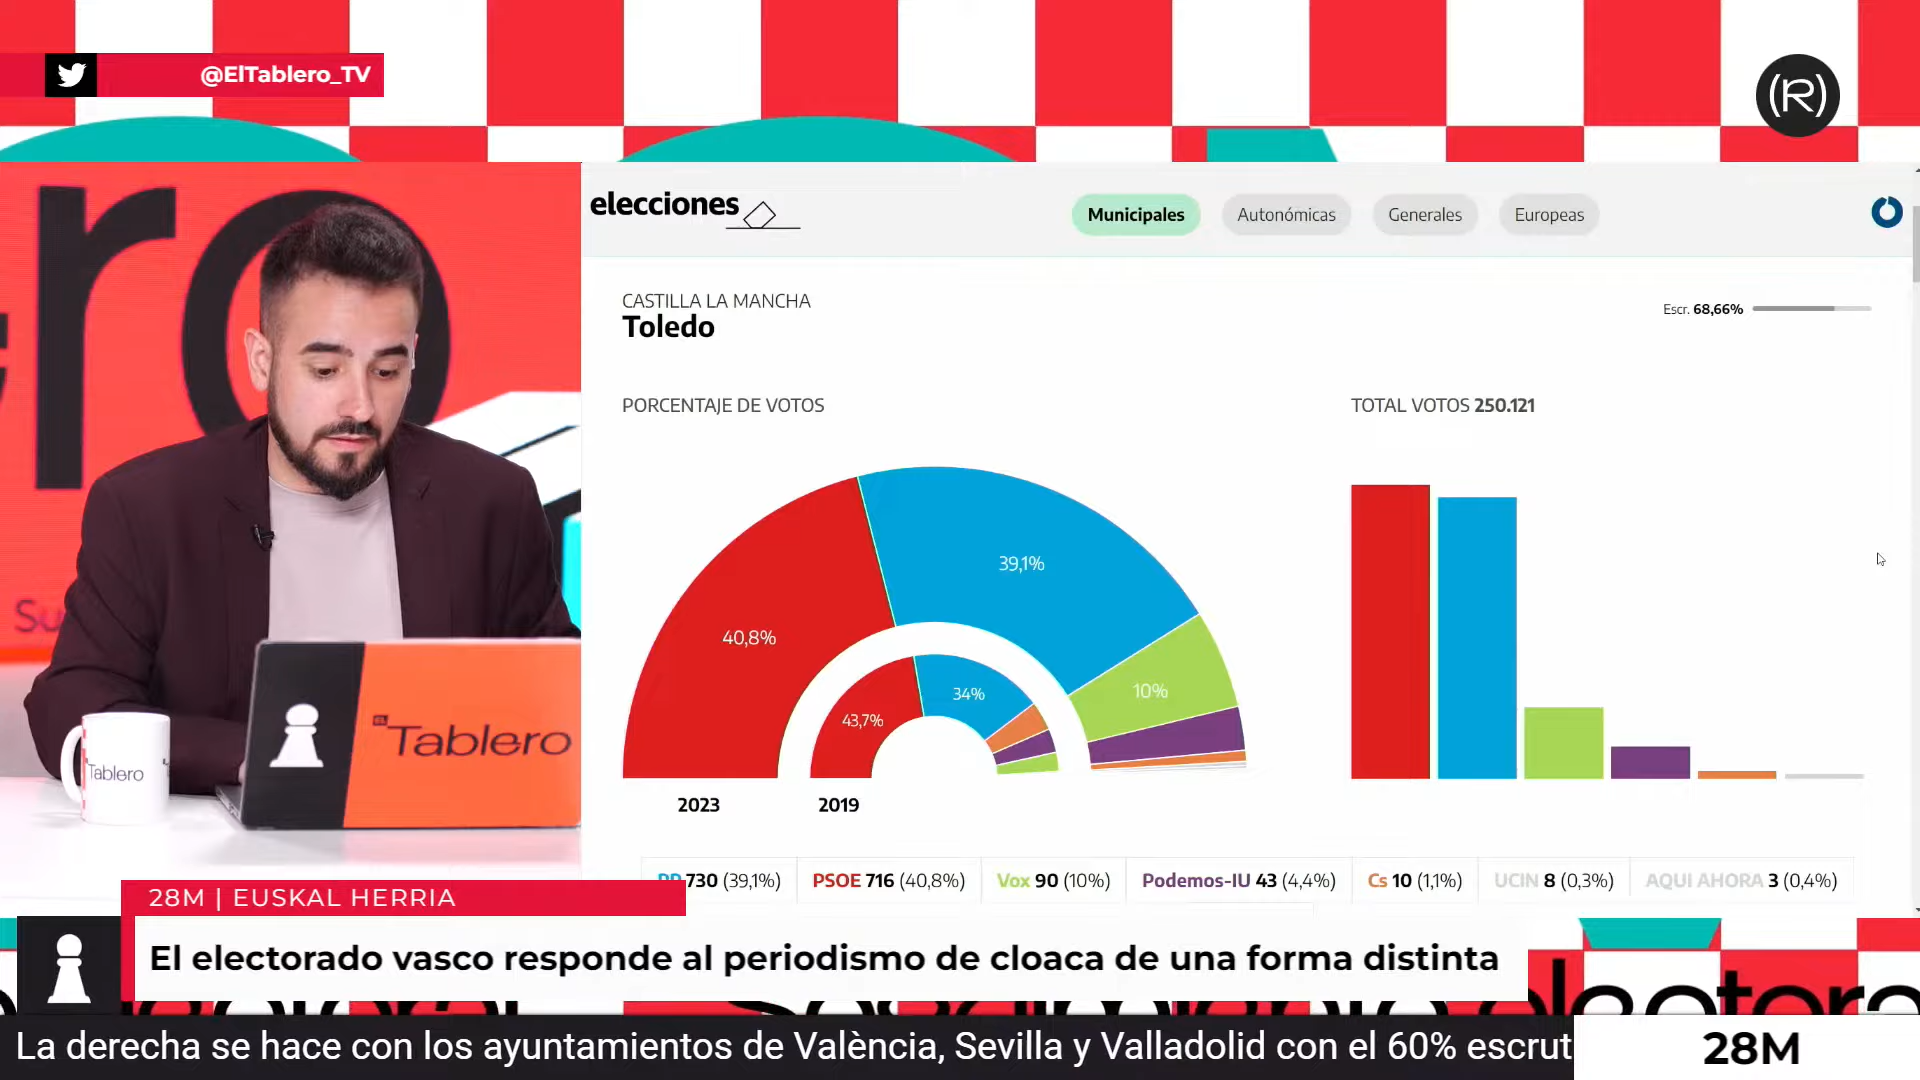 @ElTablero_TV
(R)
ero
Su
elecciones
Municipales
Autonómicas
Generales
Europeas
CASTILLA LA MANCHA
Toledo
Escr. 68,66%
PORCENTAJE DE VOTOS
TOTAL VOTOS 250.121
40,8%
39,1%
10%
43,7%
34%
2023
2019
EL Tablero
Tablero
PP 730 (39,1%)
PSOE 716 (40,8%)
Vox 90 (10%)
Podemos-IU 43 (4,4%)
Cs 10 (1,1%)
UCIN 8 (0,3%)
AQUI AHORA 3 (0,4%)
28M | EUSKAL HERRIA
El electorado vasco responde al periodismo de cloaca de una forma distinta
La derecha se hace con los ayuntamientos de València, Sevilla y Valladolid con el 60% escrut
28M